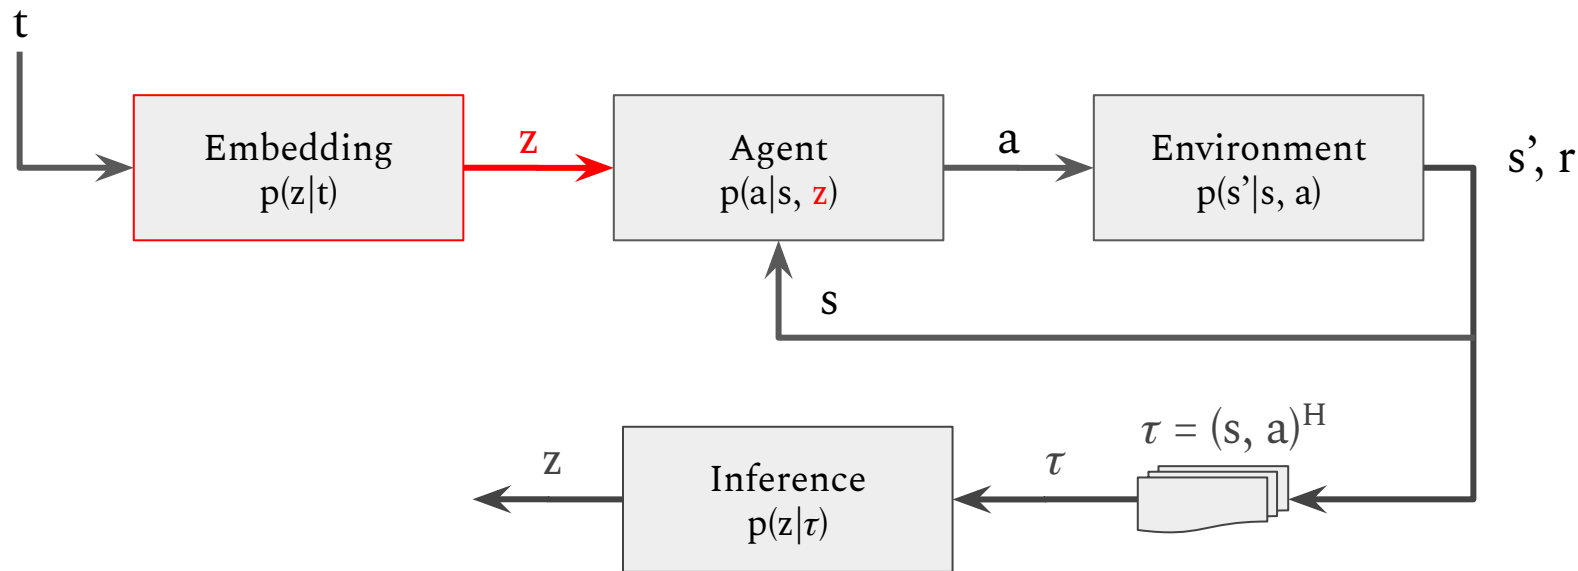 t
Embedding
p(z|t)
z
Agent
p(a|s, z)
a
Environment
p(s’|s, a)
s’, r
s
τ = (s, a)ᴴ
τ
Inference
p(z|τ)
z